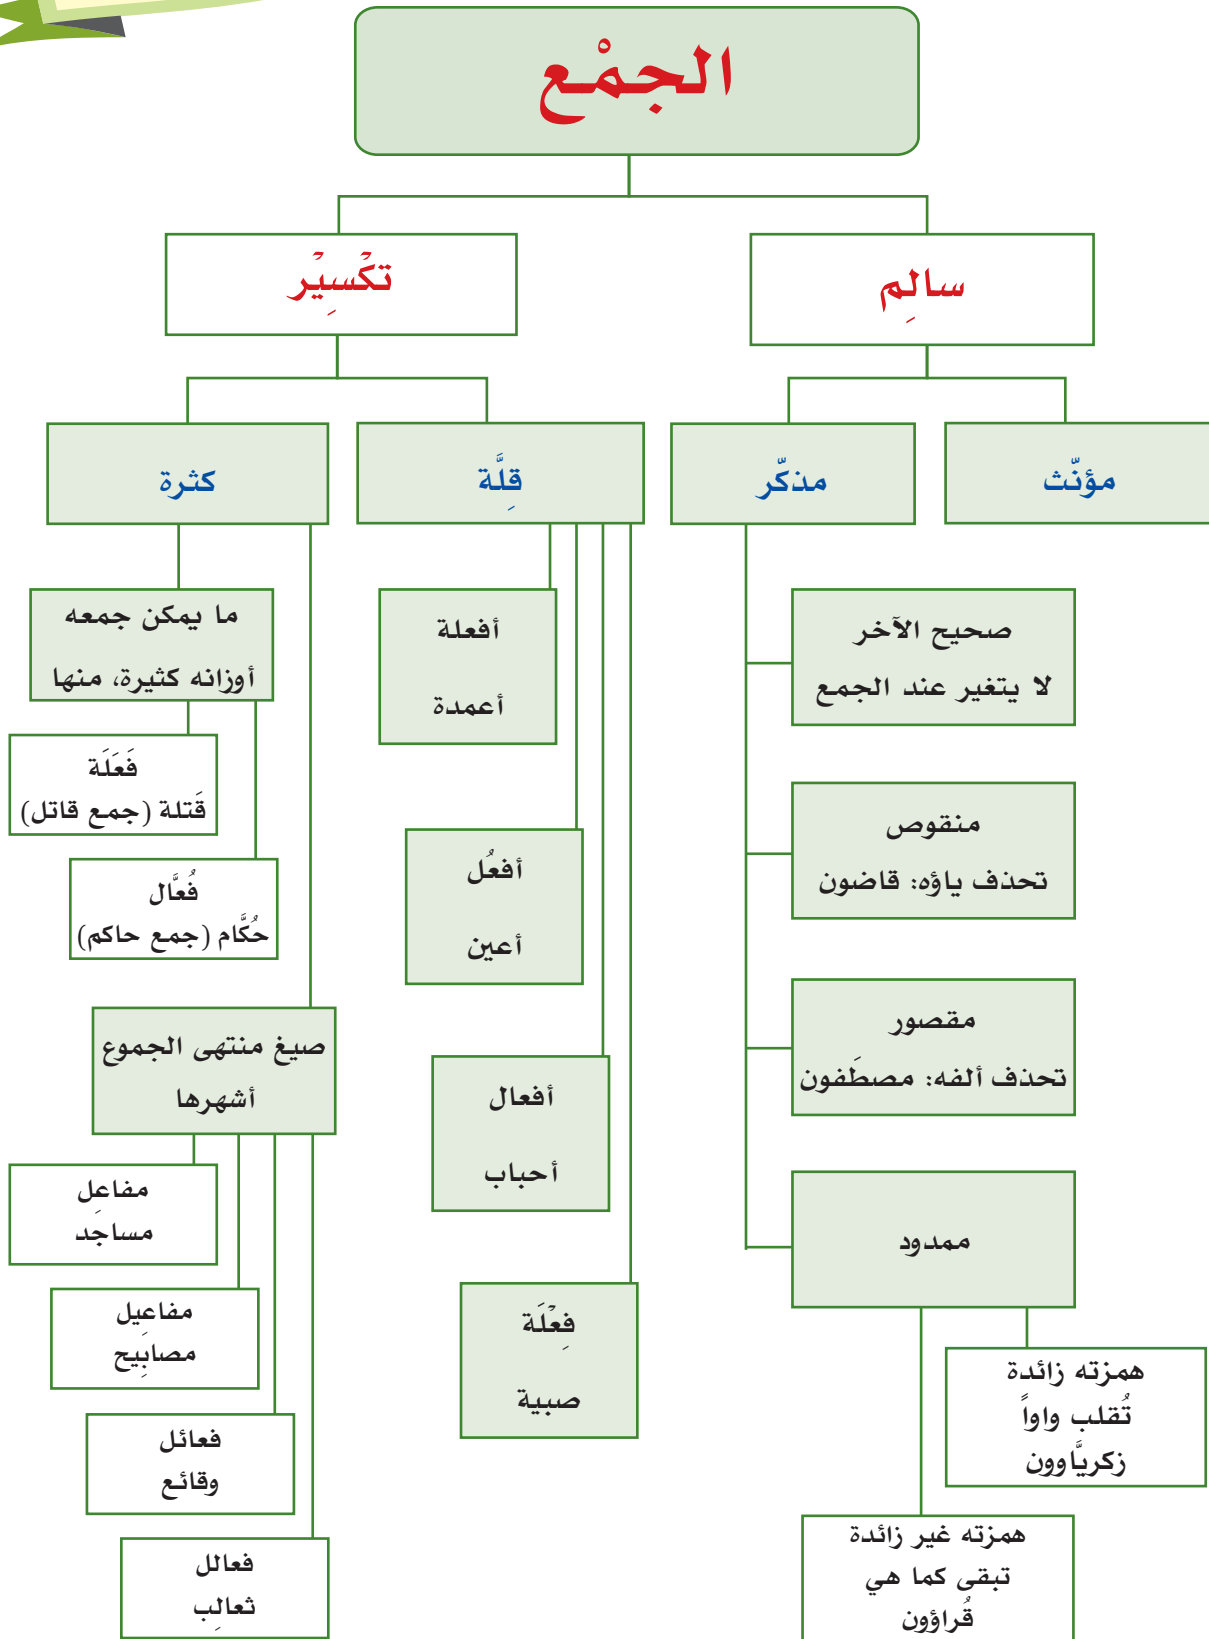 الجمْع
سالِم
تكْسيِْر
مؤنّث
مذكّر
قِلَّة
كثرة
صحيح الآخر
لا يتغير عند الجمع
منقوص
تحذف ياؤه: قاضون
مقصور
تحذف ألفه: مصطَفون
ممدود
همزته زائدة
تُقلب واواً
زكريَّاوون
همزته غير زائدة
تبقى كما هي
قُراؤون
أفعلة
أعمدة
أفعُل
أعين
أفعال
أحباب
فِعْلَة
صبية
ما يمكن جمعه
أوزانه كثيرة، منها
فَعَلَة
قَتلة (جمع قاتل)
فُعَّال
حُكَّام (جمع حاكم)
صيغ منتهى الجموع
أشهرها
مفاعِل
مساجد
مفاعيل
مصابِيح
فعائل
وقائع
فعالل
ثعالِب